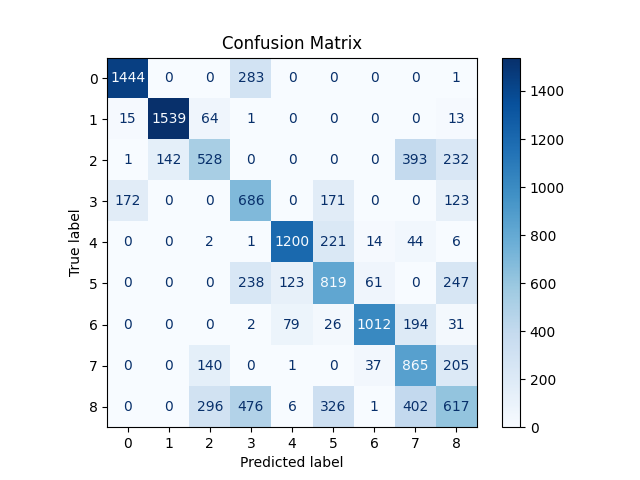 Confusion Matrix
0 1444 0 0 283 0 0 0 0 1
1 15 1539 64 1 0 0 0 0 13
2 1 142 528 0 0 0 0 393 232
3 172 0 0 686 0 171 0 0 123
4 0 0 2 1 1200 221 14 44 6
5 0 0 0 238 123 819 61 0 247
6 0 0 0 2 79 26 1012 194 31
7 0 0 140 0 1 0 37 865 205
8 0 0 296 476 6 326 1 402 617
0 1 2 3 4 5 6 7 8
Predicted label
True label
1400
1200
1000
800
600
400
200
0